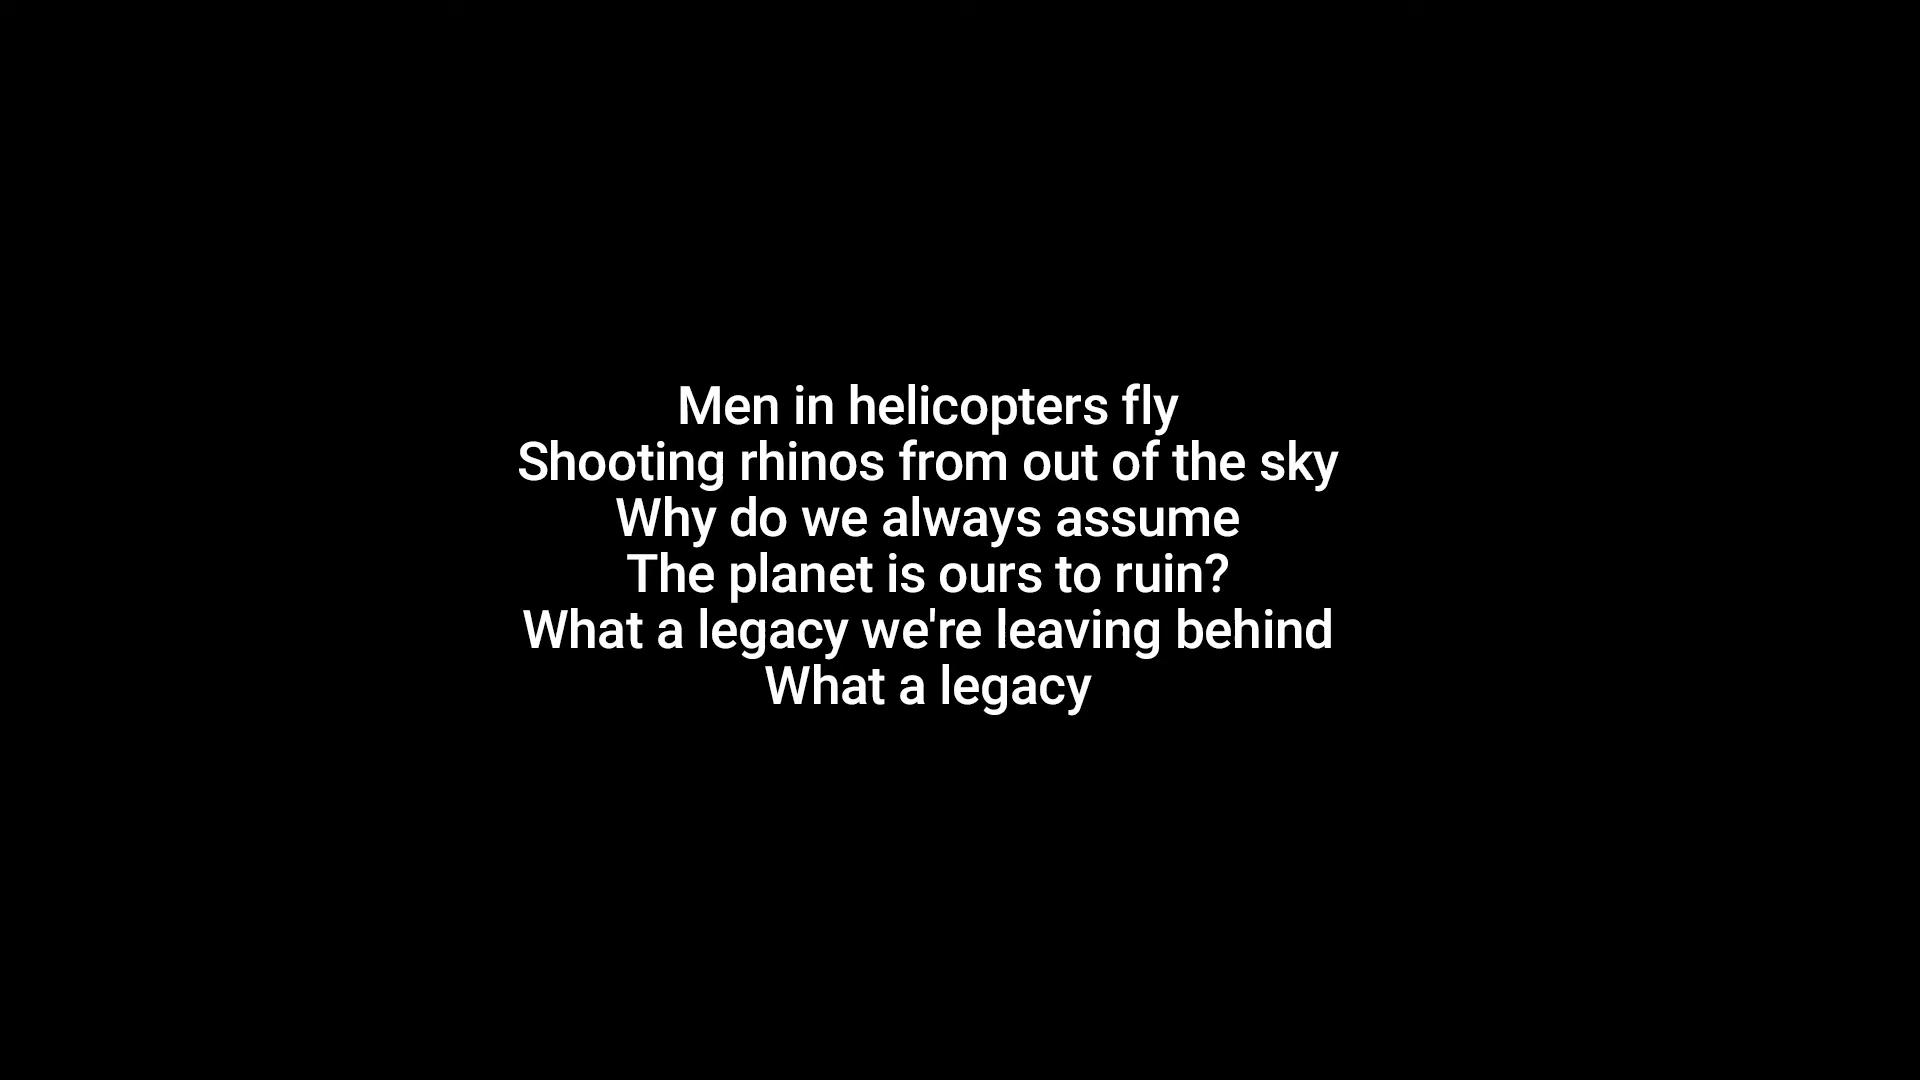 Men in helicopters fly
Shooting rhinos from out of the sky
Why do we always assume
The planet is ours to ruin?
What a legacy we're leaving behind
What a legacy